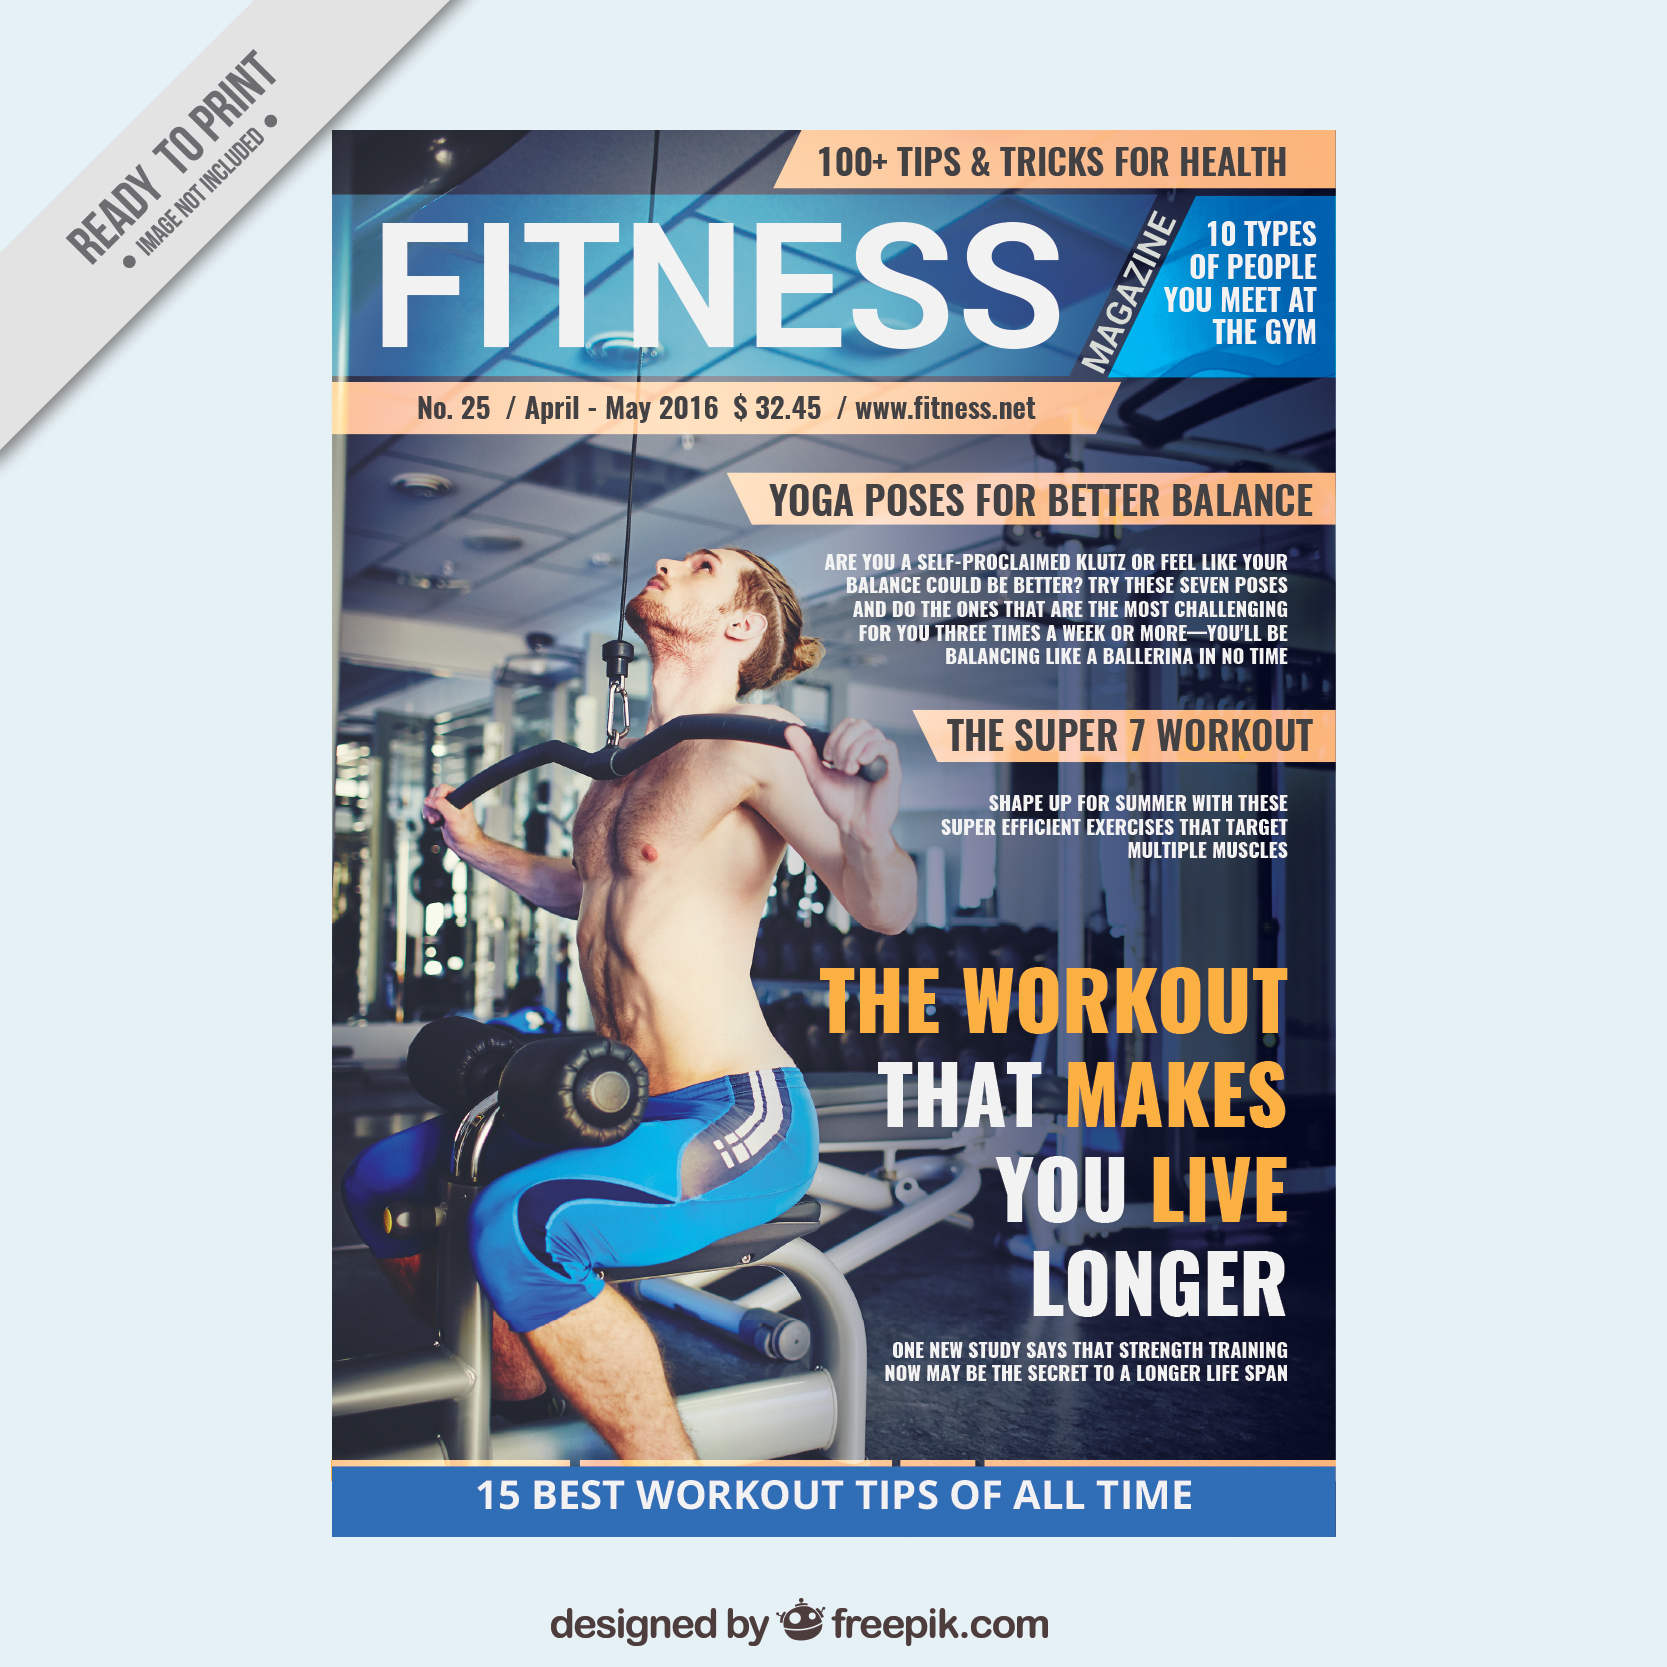 READY TO PRINT
• IMAGE NOT INCLUDED •
100+ TIPS & TRICKS FOR HEALTH
FITNESS
MAGAZINE
10 TYPES
OF PEOPLE
YOU MEET AT
THE GYM
No. 25 / April - May 2016 $ 32.45 / www.fitness.net
YOGA POSES FOR BETTER BALANCE
ARE YOU A SELF-PROCLAIMED KLUTZ OR FEEL LIKE YOUR
BALANCE COULD BE BETTER? TRY THESE SEVEN POSES
AND DO THE ONES THAT ARE THE MOST CHALLENGING
FOR YOU THREE TIMES A WEEK OR MORE—YOU'LL BE
BALANCING LIKE A BALLERINA IN NO TIME
THE SUPER 7 WORKOUT
SHAPE UP FOR SUMMER WITH THESE
SUPER EFFICIENT EXERCISES THAT TARGET
MULTIPLE MUSCLES
THE WORKOUT
THAT MAKES
YOU LIVE
LONGER
ONE NEW STUDY SAYS THAT STRENGTH TRAINING
NOW MAY BE THE SECRET TO A LONGER LIFE SPAN
15 BEST WORKOUT TIPS OF ALL TIME
designed by freepik.com